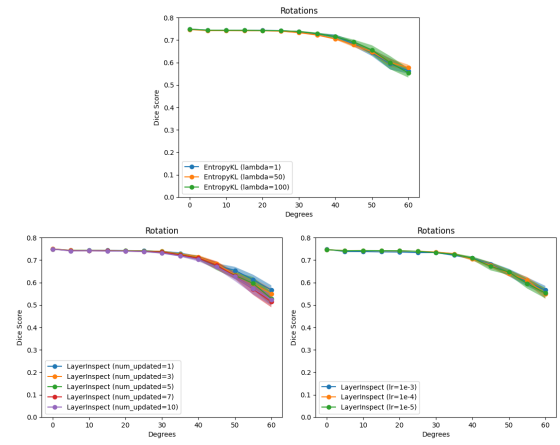 Rotations
0.8
0.7
0.6
0.5
0.4
0.3
0.2
0.1
0.0
Dice Score
EntropyKL (lambda=1)
EntropyKL (lambda=50)
EntropyKL (lambda=100)
0 10 20 30 40 50 60
Degrees
Rotation
0.8
0.7
0.6
0.5
0.4
0.3
0.2
0.1
0.0
Dice Score
LayerInspect (num_updated=1)
LayerInspect (num_updated=3)
LayerInspect (num_updated=5)
LayerInspect (num_updated=7)
LayerInspect (num_updated=10)
0 10 20 30 40 50 60
Degrees
Rotations
0.8
0.7
0.6
0.5
0.4
0.3
0.2
0.1
0.0
Dice Score
LayerInspect (lr=1e-3)
LayerInspect (lr=1e-4)
LayerInspect (lr=1e-5)
0 10 20 30 40 50 60
Degrees